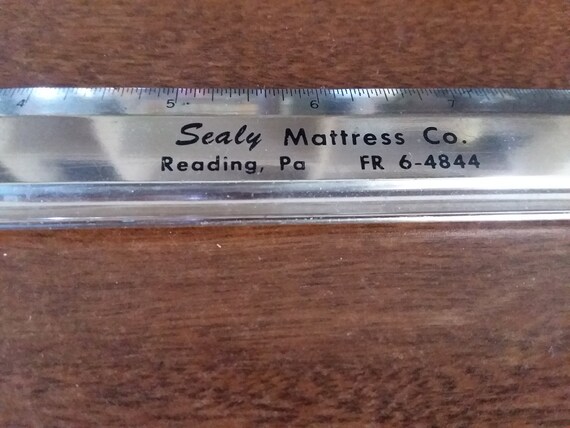 4 5 6 7
Sealy Mattress Co.
Reading, Pa FR 6-4844